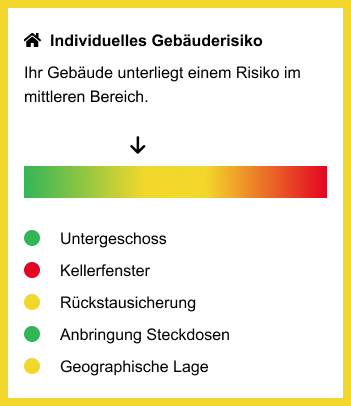 Individuelles Gebäuderisiko
Ihr Gebäude unterliegt einem Risiko im
mittleren Bereich.
Untergeschoss
Kellerfenster
Rückstausicherung
Anbringung Steckdosen
Geographische Lage